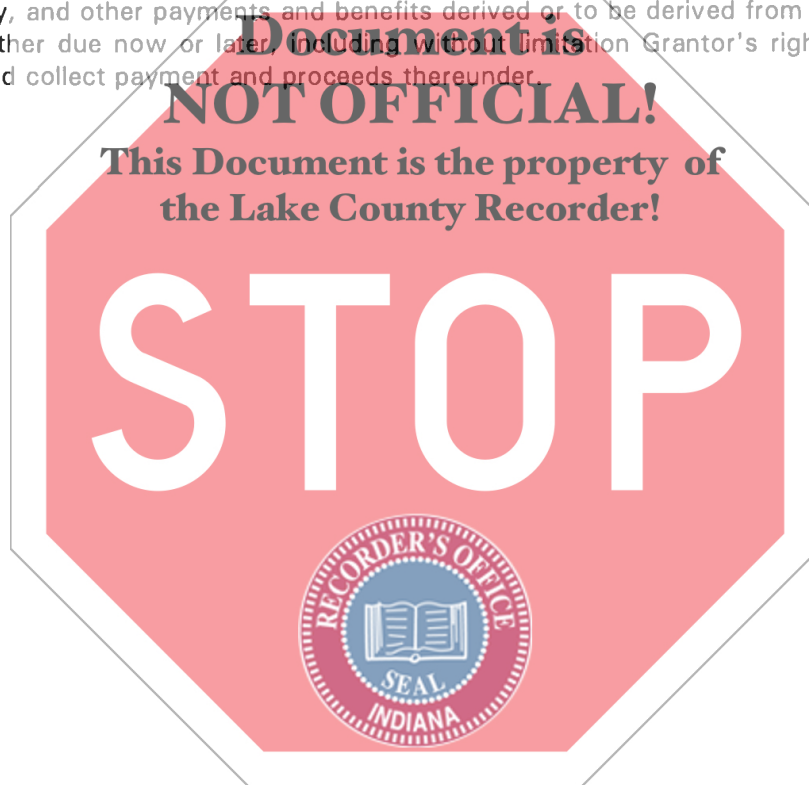 , and other payments and benefits derived or to be derived from
ther due now or later, including without limitation Grantor's righ
d collect payment and proceeds thereunder.
Document is
NOT OFFICIAL!
This Document is the property of
the Lake County Recorder!
STOP
RECORDER'S OFFICE
SEAL
INDIANA